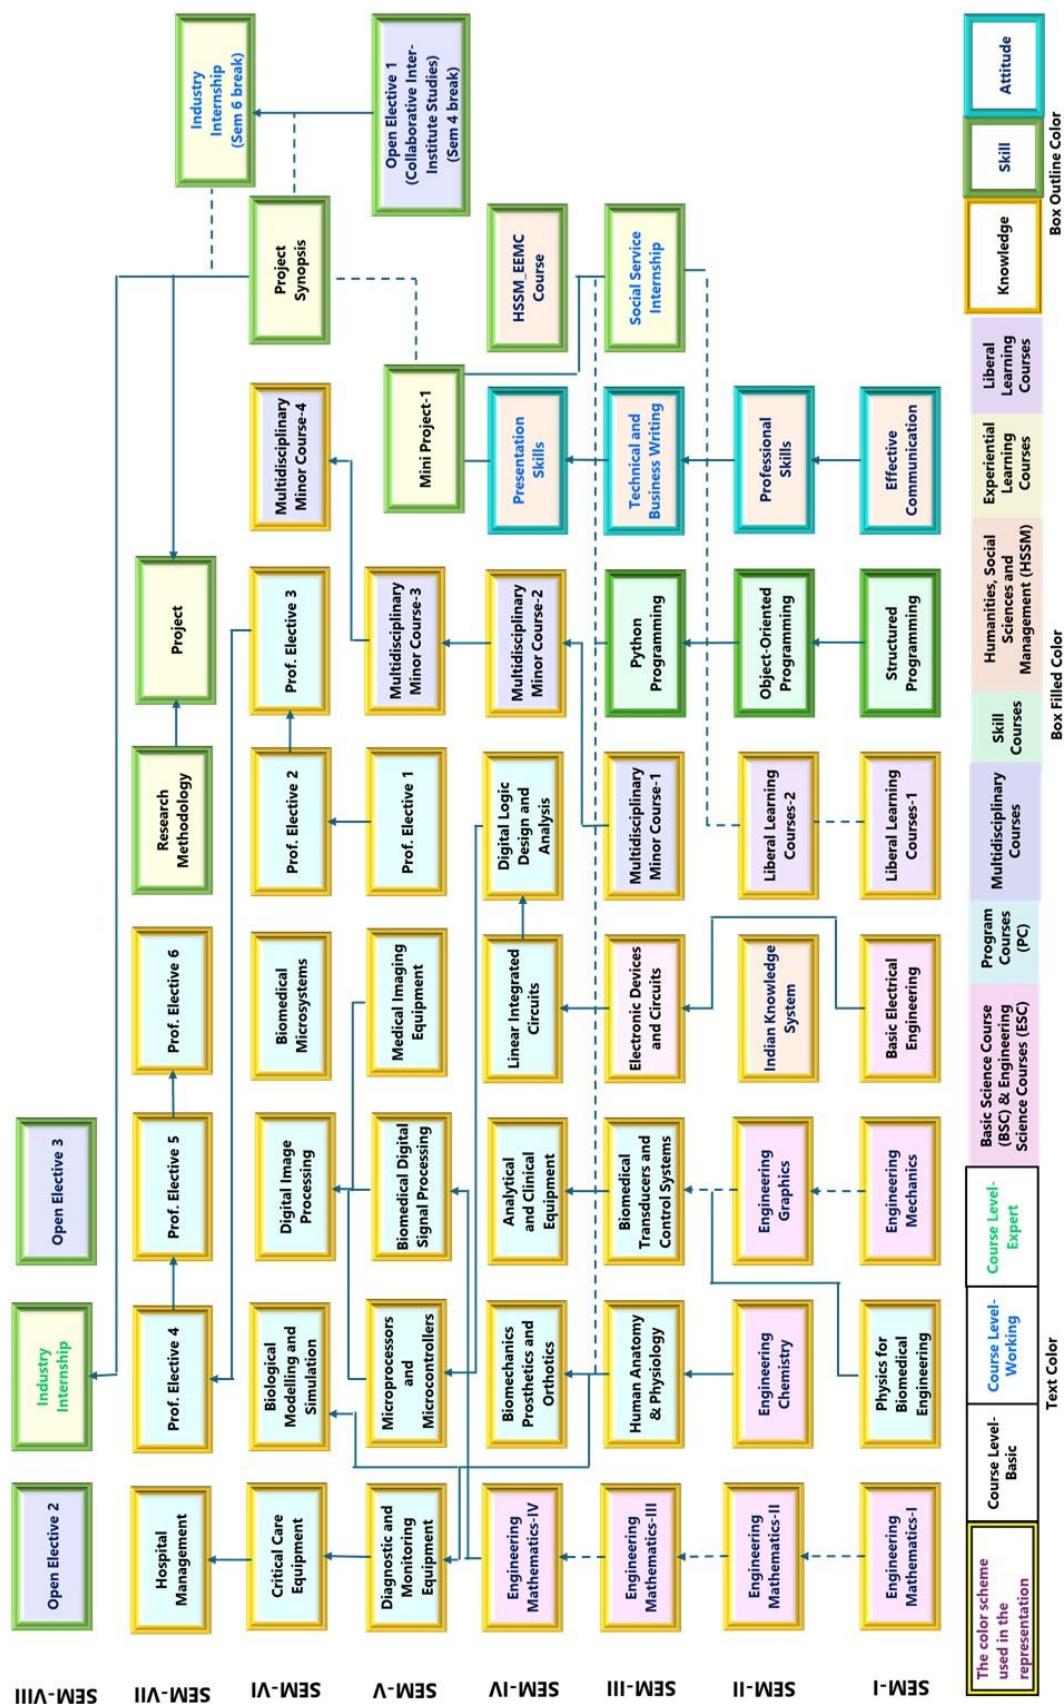 SEM-VIII
Open Elective 2
Industry
Internship
Open Elective 3
SEM-VII
Hospital
Management
Prof. Elective 4
Prof. Elective 5
Prof. Elective 6
Research
Methodology
Project
Industry
Internship
(Sem 6 break)
SEM-VI
Critical Care
Equipment
Biological
Modelling and
Simulation
Digital Image
Processing
Biomedical
Microsystems
Prof. Elective 2
Prof. Elective 3
Multidisciplinary
Minor Course-4
Project
Synopsis
SEM-V
Diagnostic and
Monitoring
Equipment
Microprocessors
and
Microcontrollers
Biomedical Digital
Signal Processing
Medical Imaging
Equipment
Prof. Elective 1
Multidisciplinary
Minor Course-3
Mini Project-1
Open Elective 1
(Collaborative Inter-
Institute Studies)
(Sem 4 break)
SEM-IV
Engineering
Mathematics-IV
Biomechanics
Prosthetics and
Orthotics
Analytical
and Clinical
Equipment
Linear Integrated
Circuits
Digital Logic
Design and
Analysis
Multidisciplinary
Minor Course-2
Presentation
Skills
HSSM_EEMC
Course
SEM-III
Engineering
Mathematics-III
Human Anatomy
& Physiology
Biomedical
Transducers and
Control Systems
Electronic Devices
and Circuits
Multidisciplinary
Minor Course-1
Python
Programming
Technical and
Business Writing
Social Service
Internship
SEM-II
Engineering
Mathematics-II
Engineering
Chemistry
Engineering
Graphics
Indian Knowledge
System
Liberal Learning
Courses-2
Object-Oriented
Programming
Professional
Skills
SEM-I
Engineering
Mathematics-I
Physics for
Biomedical
Engineering
Engineering
Mechanics
Basic Electrical
Engineering
Liberal Learning
Courses-1
Structured
Programming
Effective
Communication
The color scheme
used in the
representation
Course Level-
Basic
Course Level-
Working
Course Level-
Expert
Basic Science Course
(BSC) & Engineering
Science Courses (ESC)
Program
Courses
(PC)
Multidisciplinary
Courses
Skill
Courses
Humanities, Social
Sciences and
Management (HSSM)
Experiential
Learning
Courses
Liberal
Learning
Courses
Knowledge
Skill
Attitude
Text Color
Box Filled Color
Box Outline Color